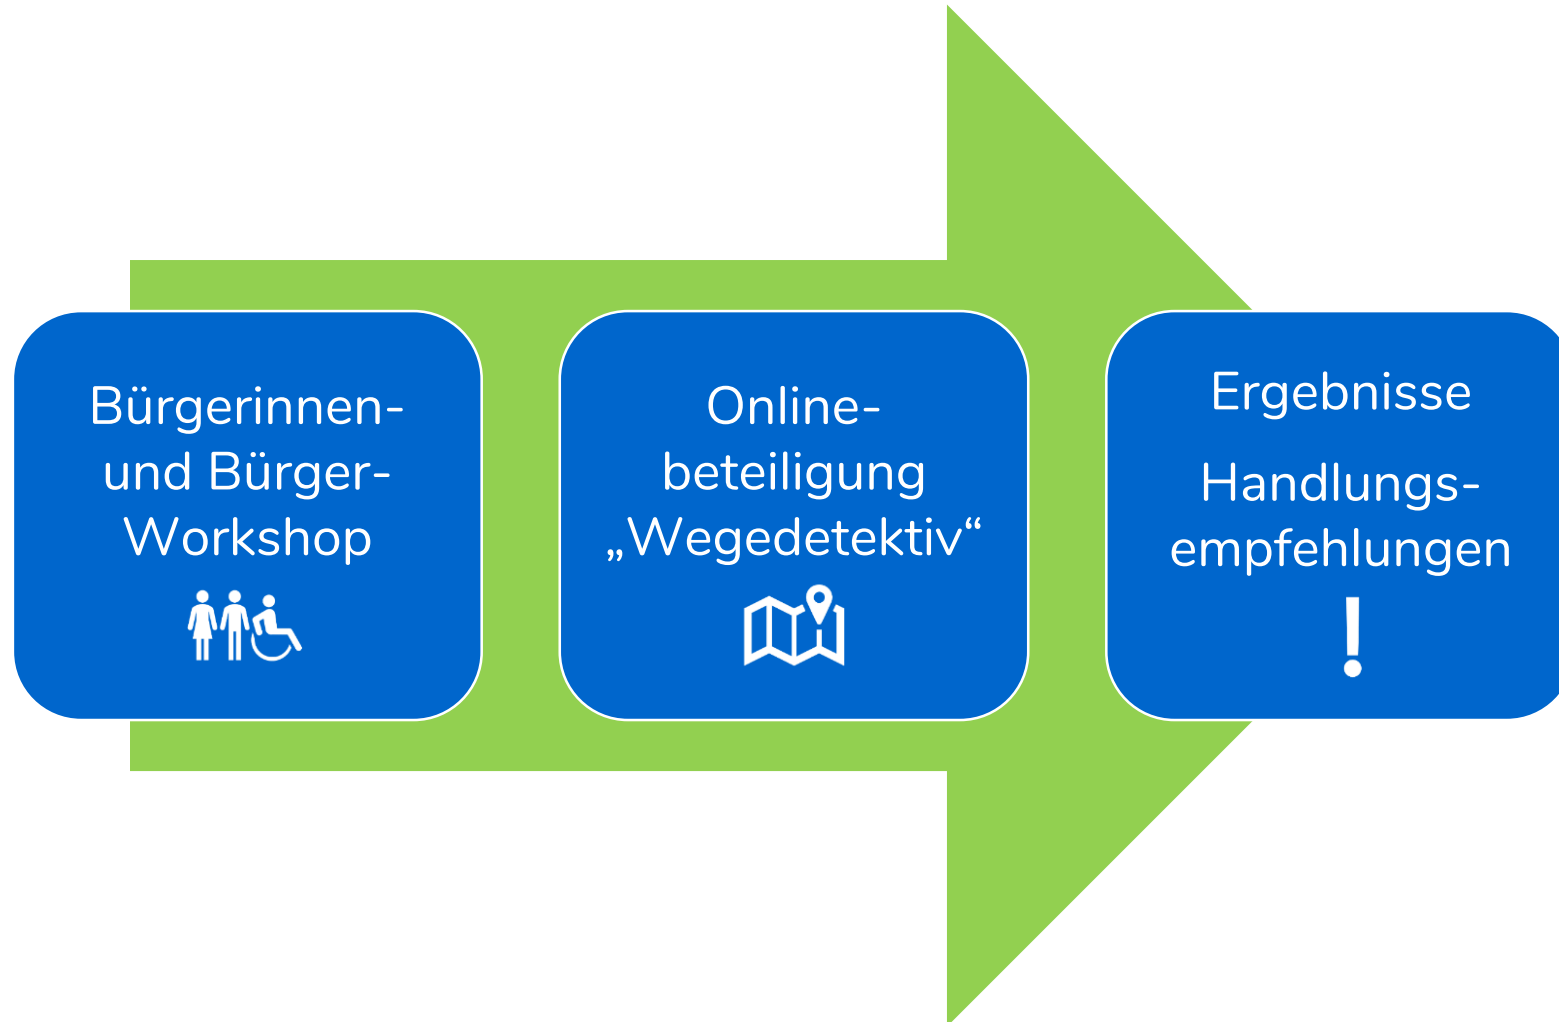 Bürgerinnen-
und Bürger-
Workshop
Online-
beteiligung
„Wegedetektiv“
Ergebnisse
Handlungs-
empfehlungen